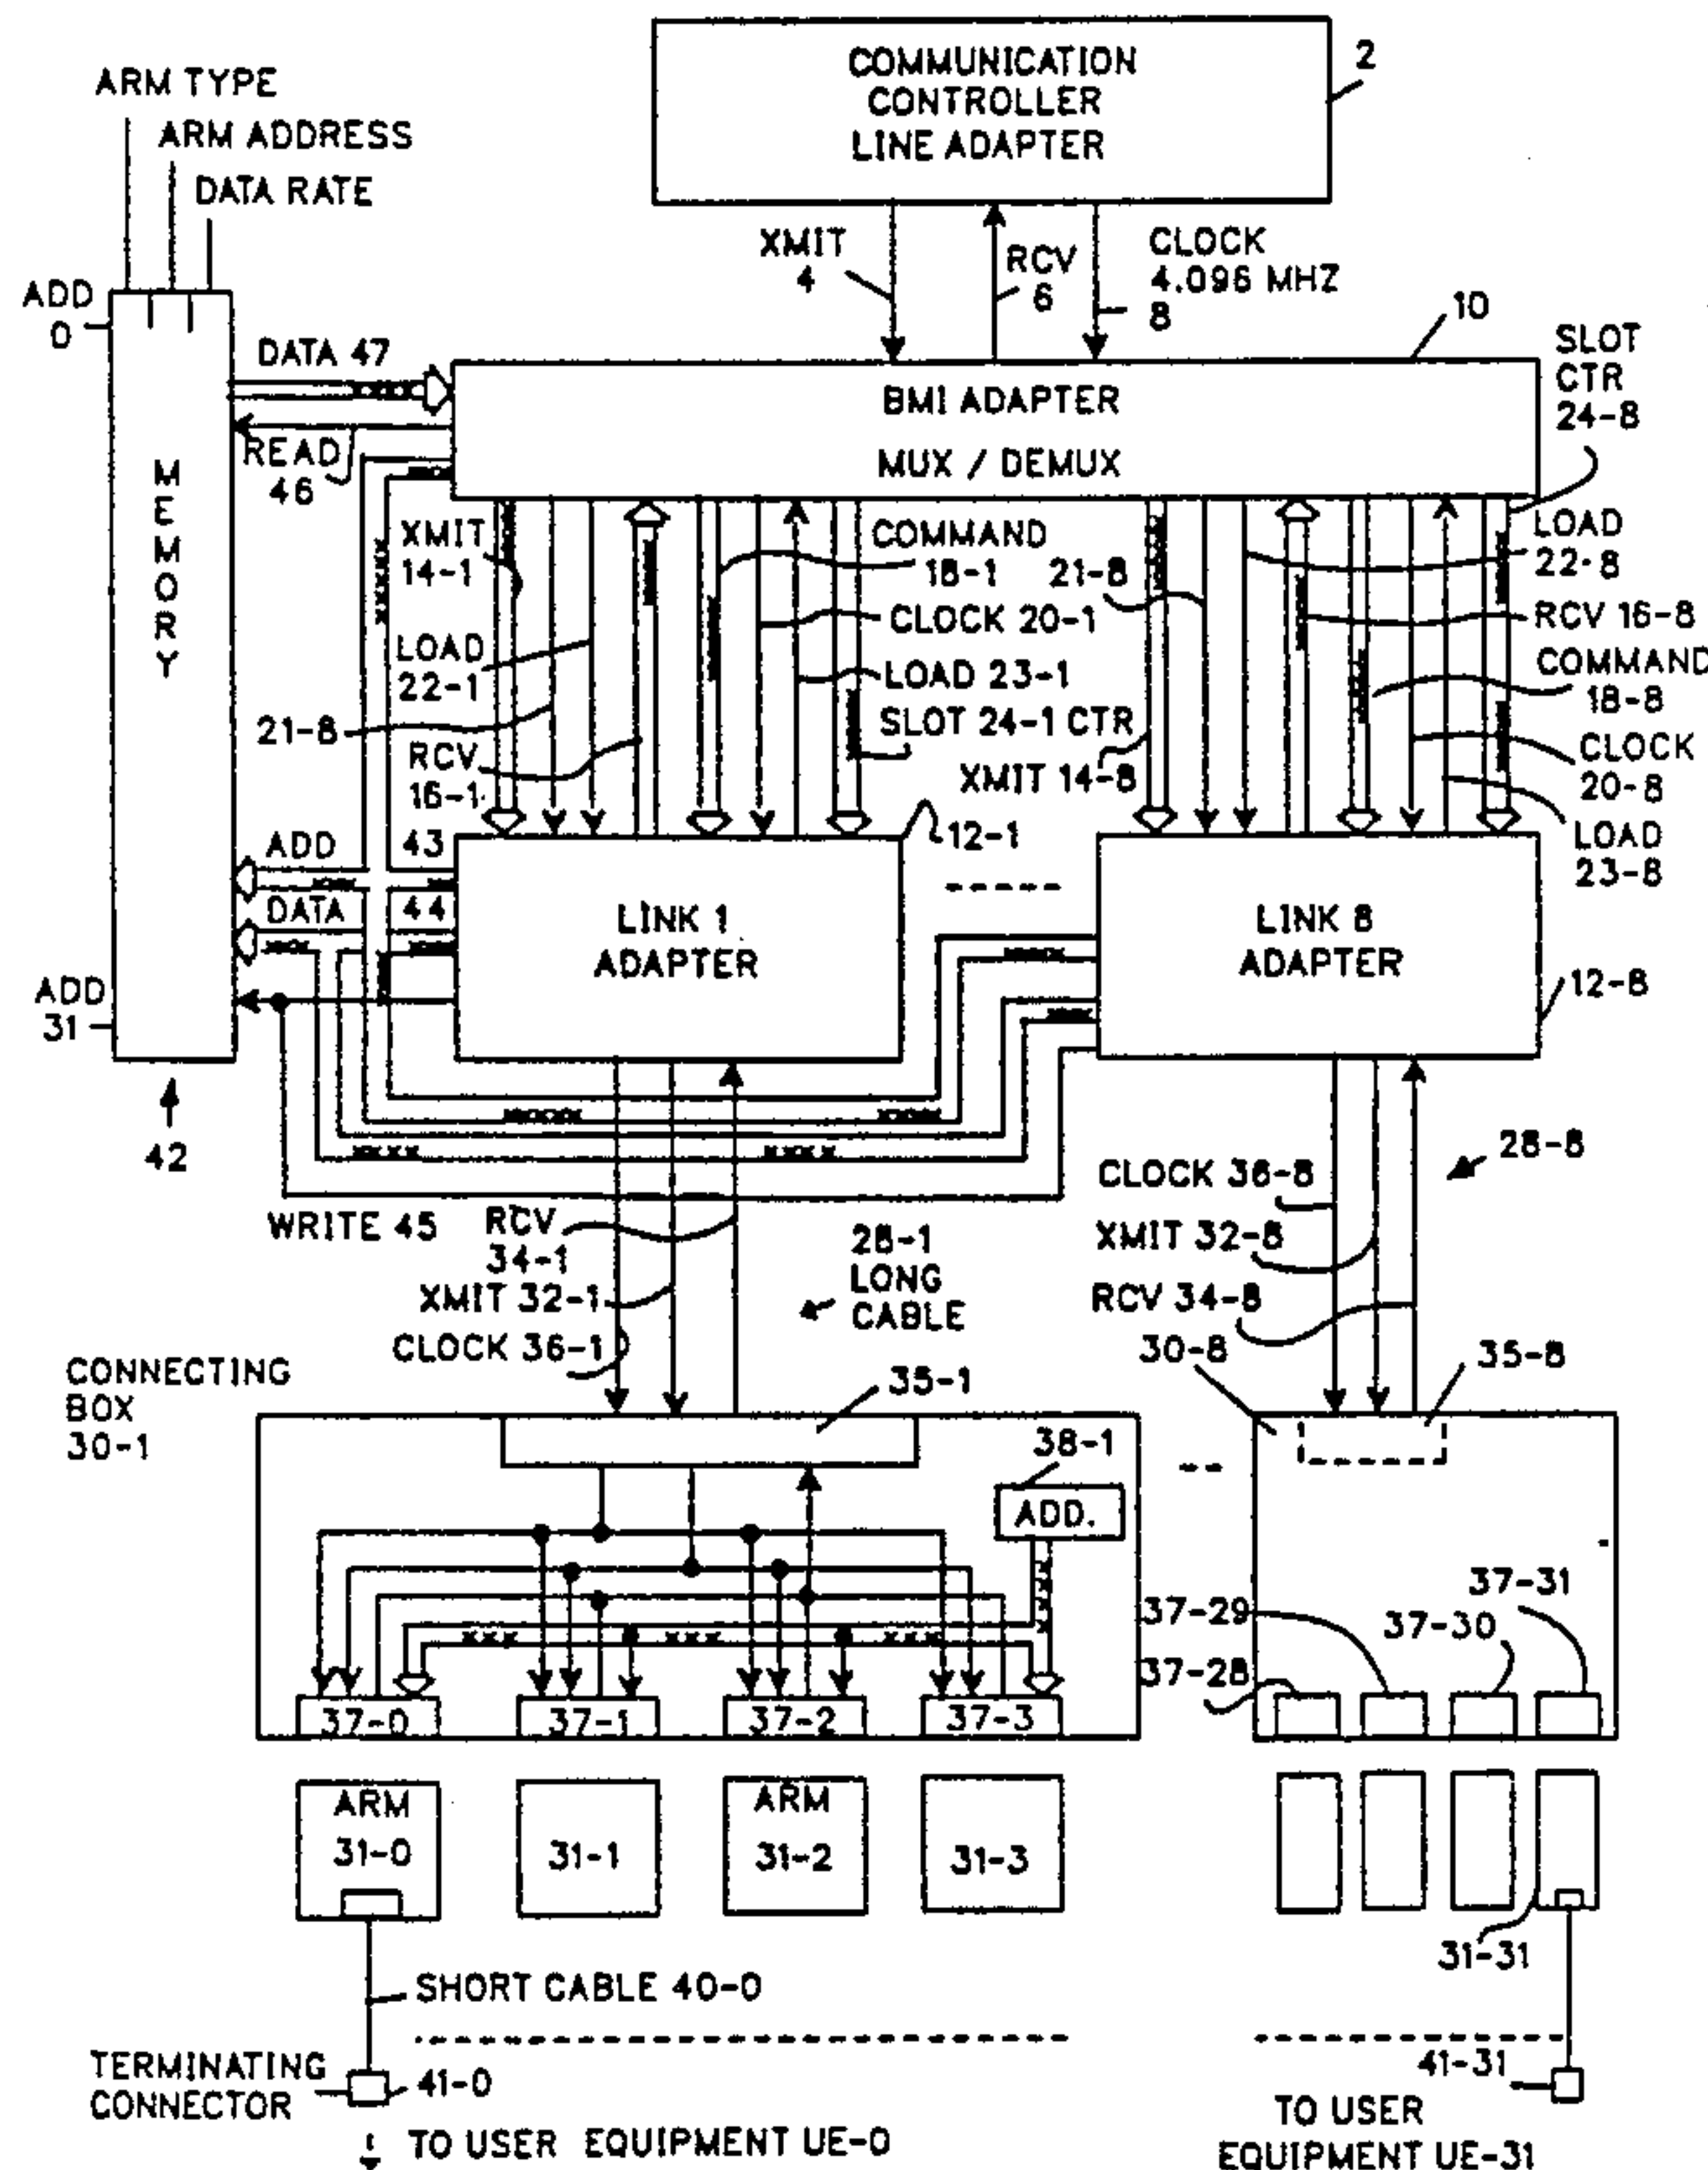 COMMUNICATION
CONTROLLER
LINE ADAPTER
2
ARM TYPE
ARM ADDRESS
DATA RATE
XMIT
4
RCV
6
CLOCK
4.096 MHZ
8
ADD
0
DATA 47
10
SLOT
CTR
24-8
BMI ADAPTER
MUX / DEMUX
READ
46
MEMORY
XMIT
14-1
COMMAND
18-1
21-8
LOAD
22-8
CLOCK 20-1
RCV 16-8
LOAD
22-1
LOAD 23-1
COMMAND
18-8
21-8
SLOT 24-1 CTR
RCV
16-1
XMIT 14-8
CLOCK
20-8
ADD
43
12-1
LOAD
23-8
DATA
44
LINK 1
ADAPTER
LINK 8
ADAPTER
12-8
ADD
31
42
28-8
CLOCK 36-8
WRITE 45
RCV
34-1
28-1
LONG
CABLE
XMIT 32-8
XMIT 32-1
RCV 34-8
CLOCK 36-1
30-8
35-8
CONNECTING
BOX
30-1
35-1
38-1
ADD.
37-29
37-31
37-30
37-28
37-0
37-1
37-2
37-3
ARM
31-0
31-1
ARM
31-2
31-3
31-31
SHORT CABLE 40-0
TERMINATING
CONNECTOR
41-0
41-31
TO USER EQUIPMENT UE-0
TO USER
EQUIPMENT UE-31